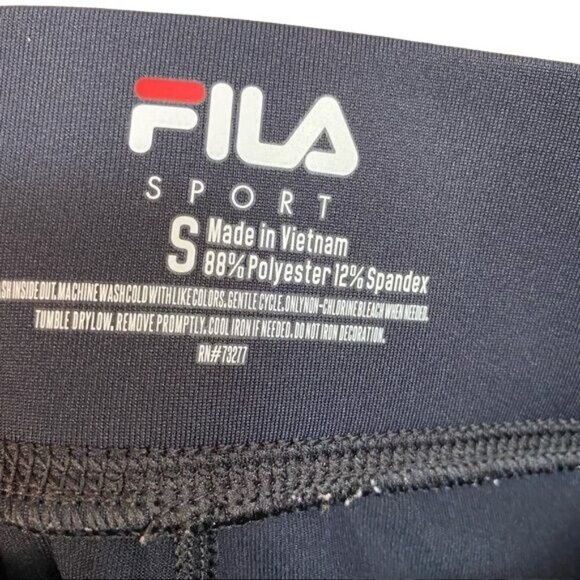 FILA
SPORT
S
Made in Vietnam
88% Polyester 12% Spandex
INSIDE OUT. MACHINE WASH COLD WITH LIKE COLORS. GENTLE CYCLE. ONLY NON-CHLORINE BLEACH WHEN NEEDED.
TUMBLE DRY LOW. REMOVE PROMPTLY. COOL IRON IF NEEDED. DO NOT IRON DECORATION.
RN#73277